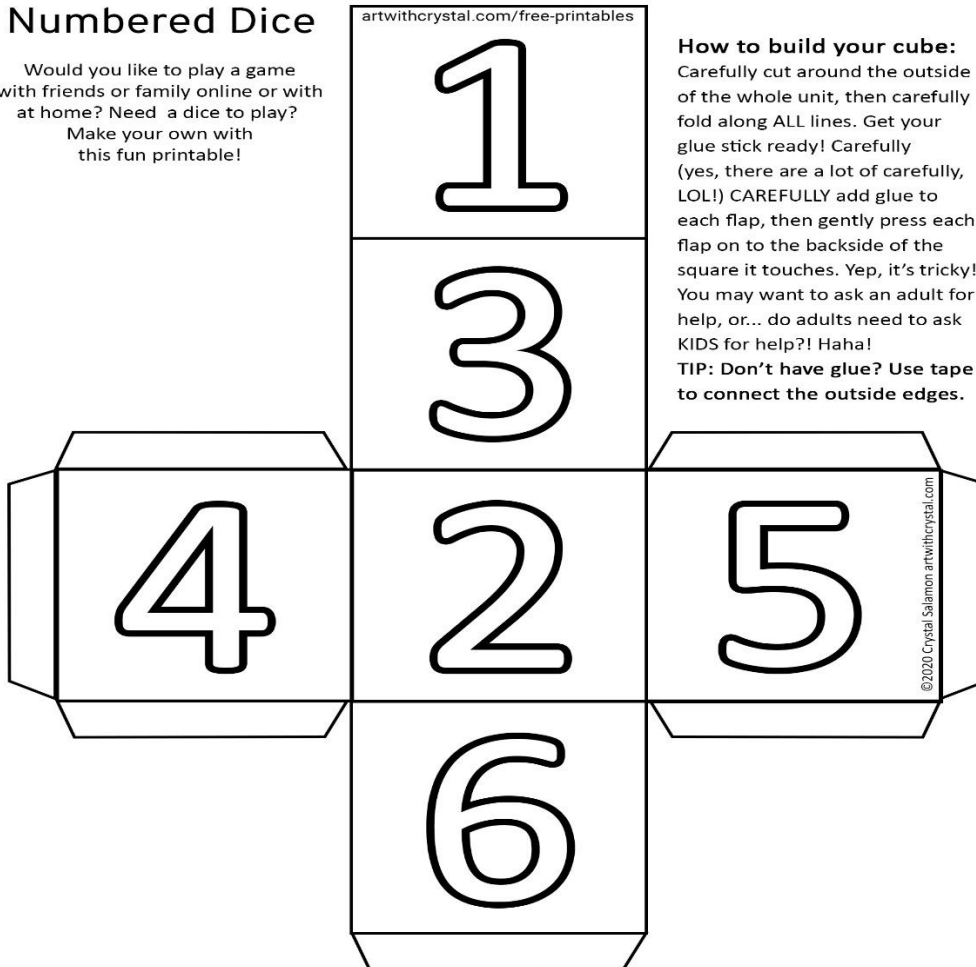 Numbered Dice
Would you like to play a game
with friends or family online or with
at home? Need a dice to play?
Make your own with
this fun printable!
artwithcrystal.com/free-printables
1
3
4
2
5
6
How to build your cube:
Carefully cut around the outside
of the whole unit, then carefully
fold along ALL lines. Get your
glue stick ready! Carefully
(yes, there are a lot of carefully,
LOL!) CAREFULLY add glue to
each flap, then gently press each
flap on to the backside of the
square it touches. Yep, it’s tricky!
You may want to ask an adult for
help, or... do adults need to ask
KIDS for help?! Haha!
TIP: Don’t have glue? Use tape
to connect the outside edges.
©2020 Crystal Salamon artwithcrystal.com